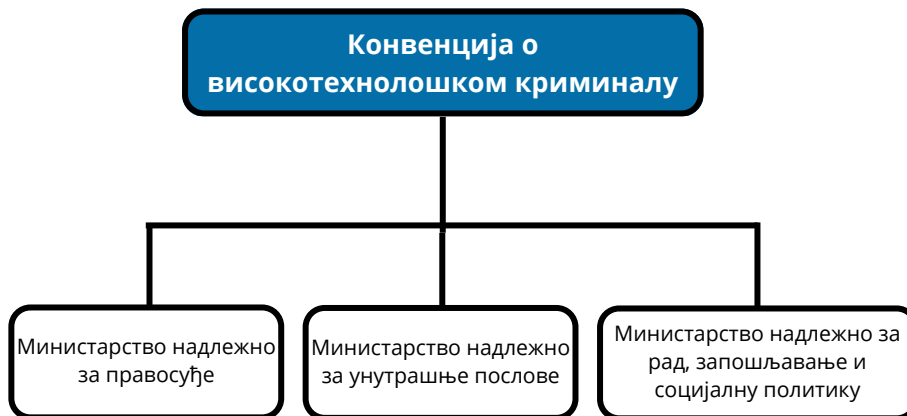 Конвенција о
високотехнолошком криминалу
Министарство надлежно
за правосуђе
Министарство надлежно
за унутрашње послове
Министарство надлежно за
рад, запошљавање и
социјалну политику